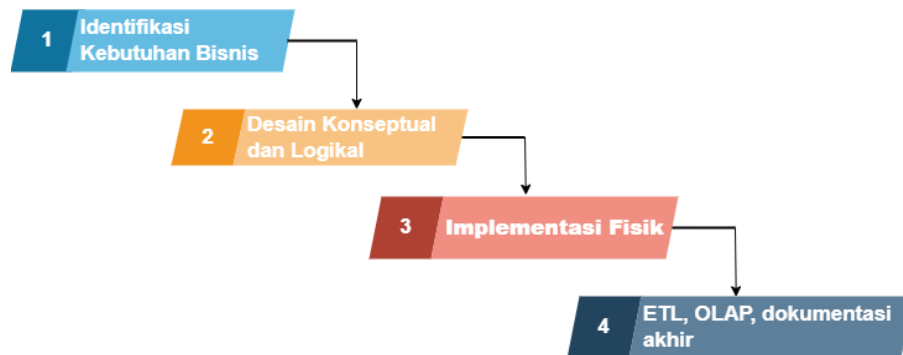 1
Identifikasi
Kebutuhan Bisnis
2
Desain Konseptual
dan Logikal
3
Implementasi Fisik
4
ETL, OLAP, dokumentasi
akhir